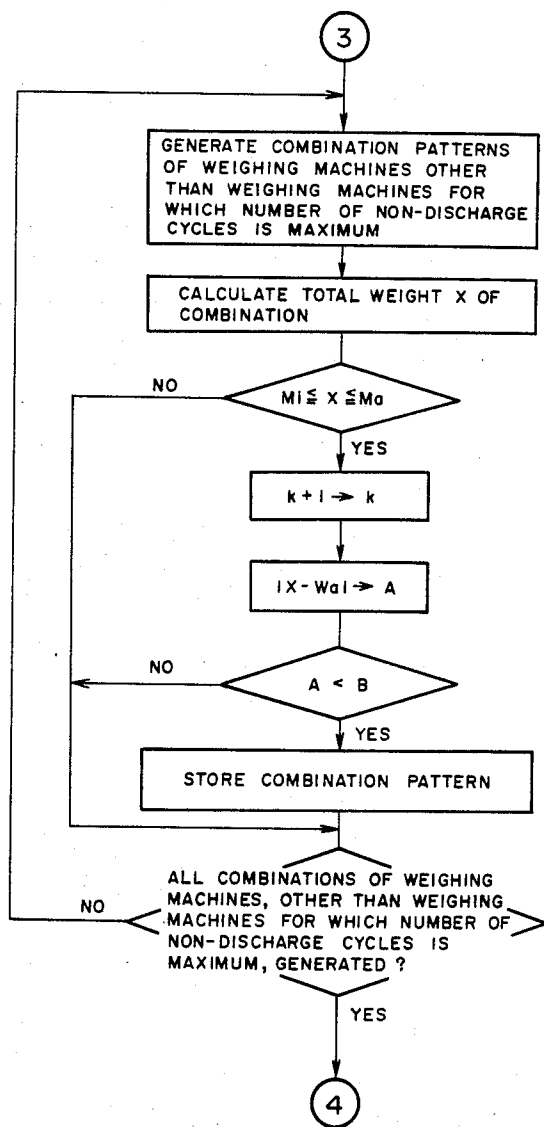 3
GENERATE COMBINATION PATTERNS
OF WEIGHING MACHINES OTHER
THAN WEIGHING MACHINES FOR
WHICH NUMBER OF NON-DISCHARGE
CYCLES IS MAXIMUM
CALCULATE TOTAL WEIGHT X OF
COMBINATION
NO
Mi ≦ X ≦ Ma
YES
k + 1 → k
|X - Wa| → A
NO
A < B
YES
STORE COMBINATION PATTERN
ALL COMBINATIONS OF WEIGHING
MACHINES, OTHER THAN WEIGHING
NO
MACHINES FOR WHICH NUMBER OF
NON-DISCHARGE CYCLES IS
MAXIMUM, GENERATED ?
YES
4